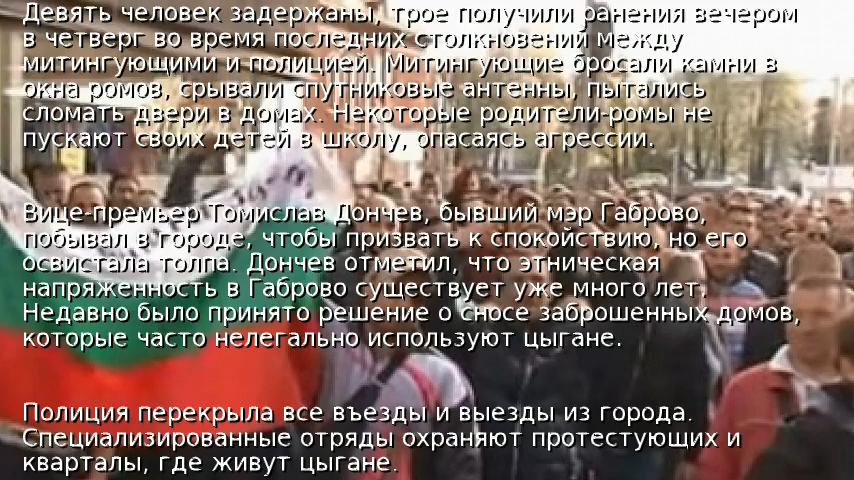 Девять человек задержаны, трое получили ранения вечером
в четверг во время последних столкновений между
митингующими и полицией. Митингующие бросали камни в
окна ромов, срывали спутниковые антенны, пытались
сломать двери в домах. Некоторые родители-ромы не
пускают своих детей в школу, опасаясь агрессии.
Вице-премьер Томислав Дончев, бывший мэр Габрово,
побывал в городе, чтобы призвать к спокойствию, но его
освистала толпа. Дончев отметил, что этническая
напряженность в Габрово существует уже много лет.
Недавно было принято решение о сносе заброшенных домов,
которые часто нелегально используют цыгане.
Полиция перекрыла все въезды и выезды из города.
Специализированные отряды охраняют протестующих и
кварталы, где живут цыгане.